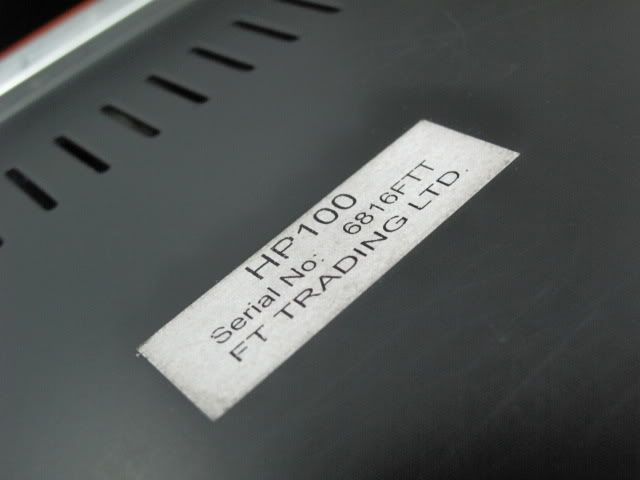 HP100
Serial No: 6816FTT
FT TRADING LTD.